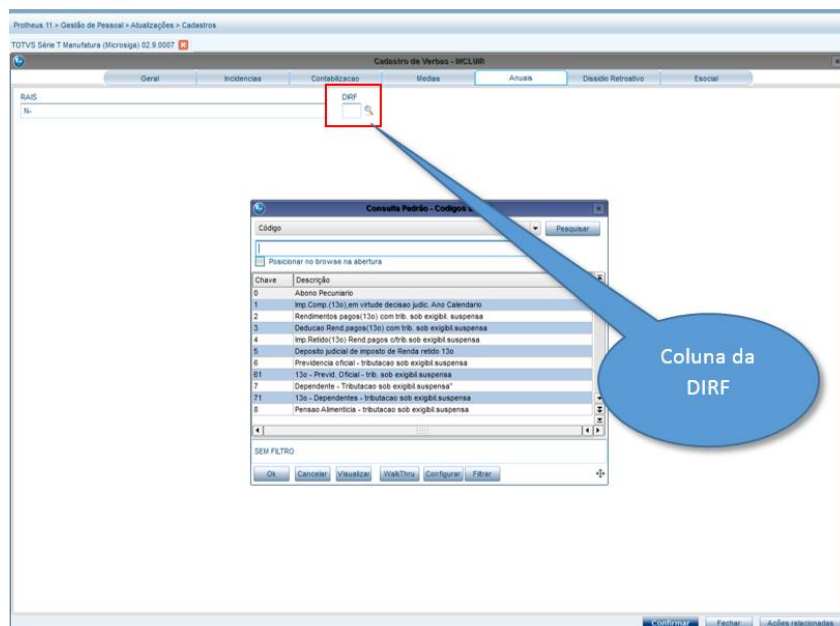 Protheus 11 > Gestão de Pessoal > Atualizações > Cadastros
TOTVS Série T Manufatura (Microsiga) 02.9.0007
Cadastro de Verbas - INCLUIR
Geral Incidencias Contabilizacao Medias Anuais Dissidio Retroativo Esocial
RAIS DIRF
N-
Consulta Padrão - Codigos
Código Pesquisar
Posicionar no browse na abertura
Chave Descrição
0 Abono Pecuniario
1 Imp.Comp.(13o),em virtude decisao judic. Ano Calendario
2 Rendimentos pagos(13o) com trib. sob exigibil. suspensa
3 Deducao Rend.pagos(13o) com trib. sob exigibil.suspensa
4 Imp.Retido(13o) Rend.pagos c/trib.sob exigibil.suspensa
5 Deposito judicial de imposto de Renda retido 13o
6 Previdencia oficial - tributacao sob exigibil.suspensa
61 13o - Previd. Oficial - trib. sob exigibil.suspensa
7 Dependente - Tributacao sob exigibil.suspensa"
71 13o - Dependentes - tributacao sob exigibil.suspensa
8 Pensao Alimenticia - tributacao sob exigibil.suspensa
Coluna da
DIRF
SEM FILTRO
Ok Cancelar Visualizar WalkThru Configurar Filtrar
Confirmar Fechar Ações relacionadas